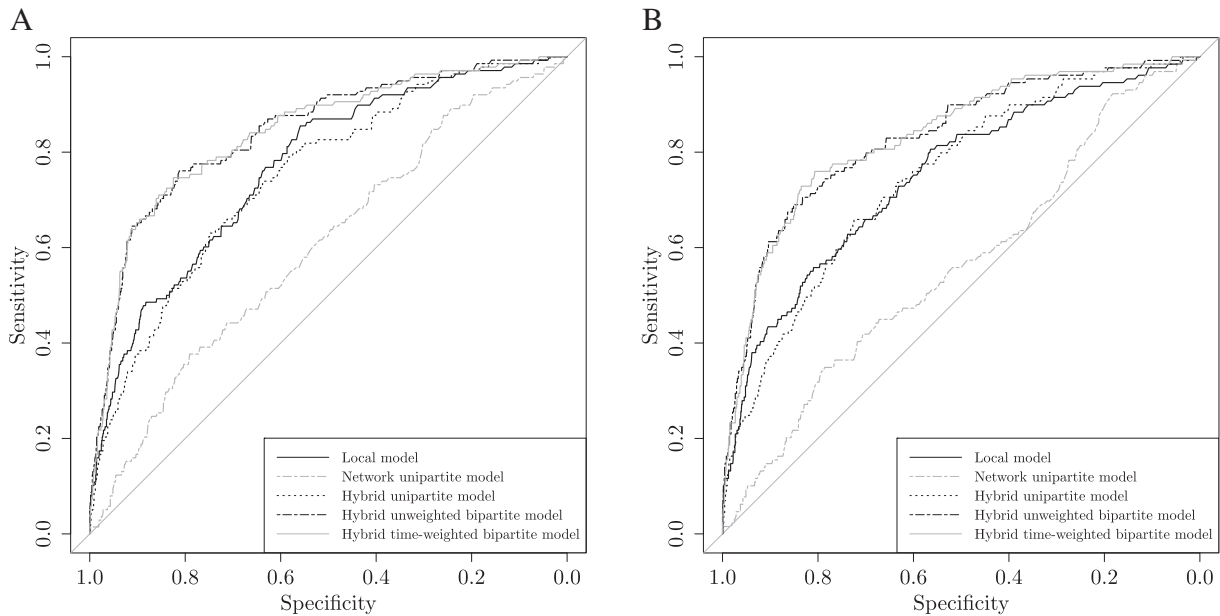 A
1.0
0.8
0.6
0.4
0.2
0.0
Sensitivity
Local model
Network unipartite model
Hybrid unipartite model
Hybrid unweighted bipartite model
Hybrid time-weighted bipartite model
1.0
0.8
0.6
0.4
0.2
0.0
Specificity
B
1.0
0.8
0.6
0.4
0.2
0.0
Sensitivity
Local model
Network unipartite model
Hybrid unipartite model
Hybrid unweighted bipartite model
Hybrid time-weighted bipartite model
1.0
0.8
0.6
0.4
0.2
0.0
Specificity